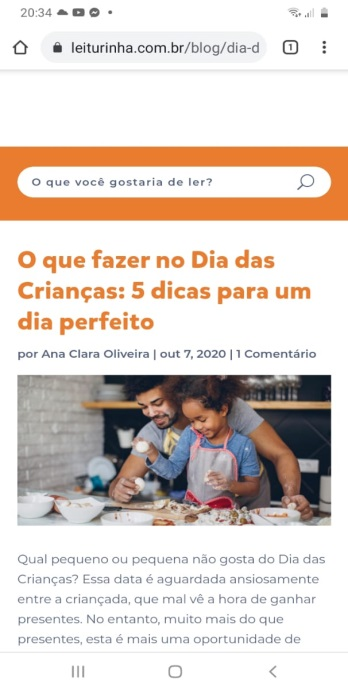 20:34
leiturinha.com.br/blog/dia-d
1
O que você gostaria de ler?
O que fazer no Dia das
Crianças: 5 dicas para um
dia perfeito
por Ana Clara Oliveira | out 7, 2020 | 1 Comentário
Qual pequeno ou pequena não gosta do Dia das
Crianças? Essa data é aguardada ansiosamente
entre a criançada, que mal vê a hora de ganhar
presentes. No entanto, muito mais do que
presentes, esta é mais uma oportunidade de